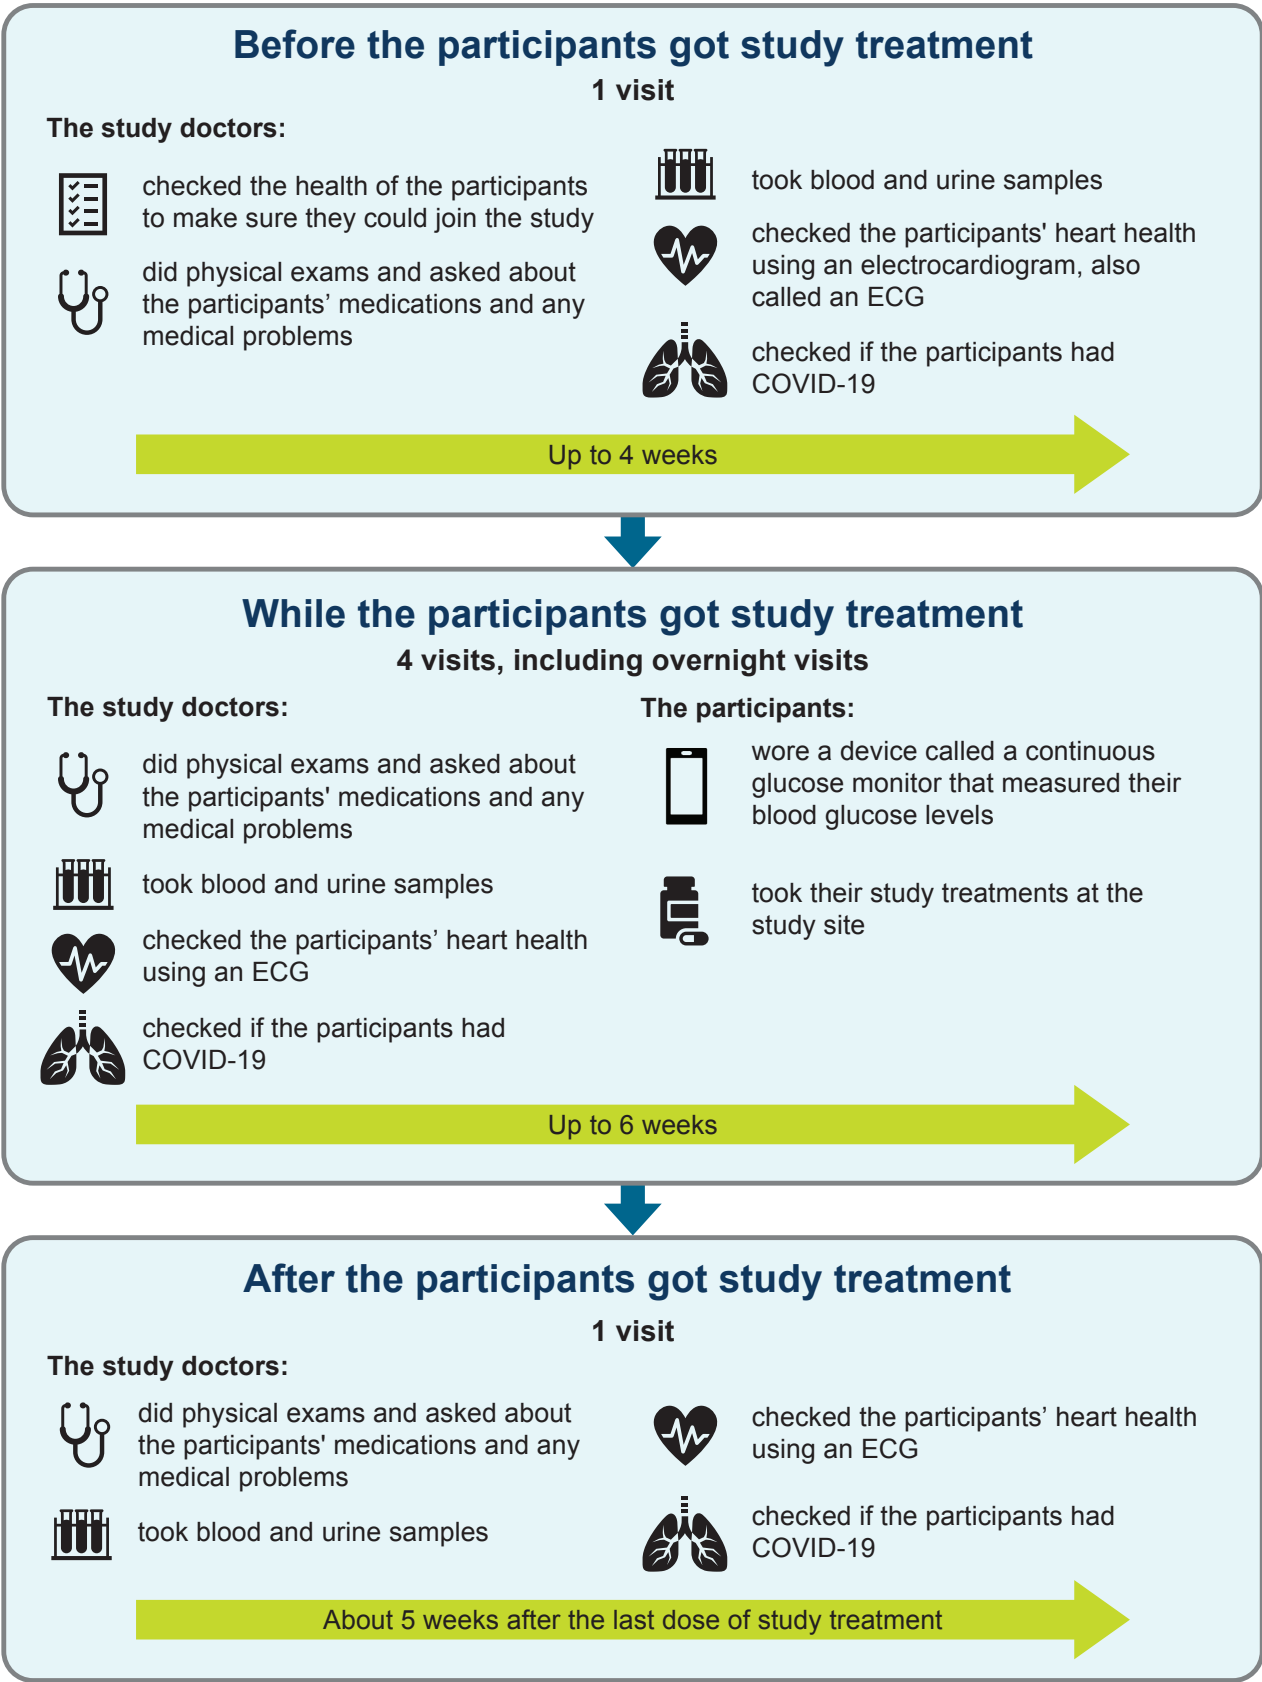 Before the participants got study treatment
1 visit
The study doctors:
checked the health of the participants
to make sure they could join the study
did physical exams and asked about
the participants’ medications and any
medical problems
took blood and urine samples
checked the participants' heart health
using an electrocardiogram, also
called an ECG
checked if the participants had
COVID-19
Up to 4 weeks
While the participants got study treatment
4 visits, including overnight visits
The study doctors:
did physical exams and asked about
the participants' medications and any
medical problems
took blood and urine samples
checked the participants’ heart health
using an ECG
checked if the participants had
COVID-19
The participants:
wore a device called a continuous
glucose monitor that measured their
blood glucose levels
took their study treatments at the
study site
Up to 6 weeks
After the participants got study treatment
1 visit
The study doctors:
did physical exams and asked about
the participants' medications and any
medical problems
took blood and urine samples
checked the participants’ heart health
using an ECG
checked if the participants had
COVID-19
About 5 weeks after the last dose of study treatment